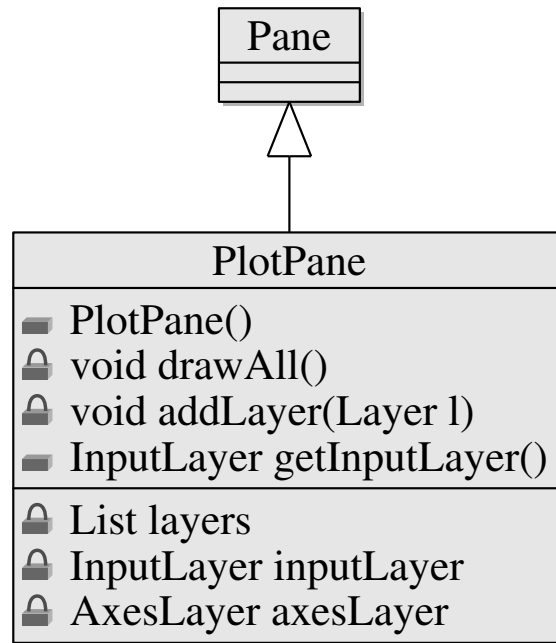 Pane
PlotPane
PlotPane()
void drawAll()
void addLayer(Layer l)
InputLayer getInputLayer()
List layers
InputLayer inputLayer
AxesLayer axesLayer